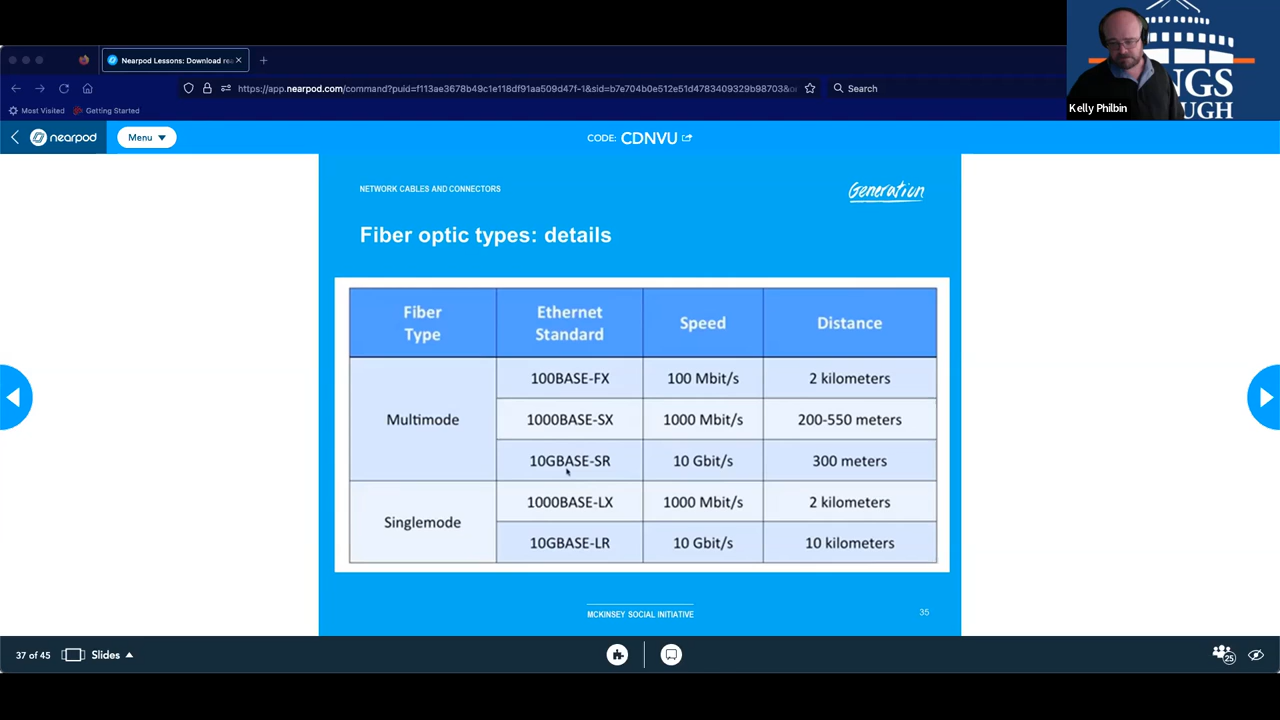 Nearpod Lessons: Download rea
https://app.nearpod.com/command?puid=f113ae3678b49c1e118df91aa509d47f-1&sid=b7e704b0e512e51d4783409329b98703&o
Search
Most Visited
Getting Started
Kelly Philbin
NGS
UGH
nearpod
Menu
CODE: CDNVU
NETWORK CABLES AND CONNECTORS
Generation
Fiber optic types: details
Fiber Type
Ethernet Standard
Speed
Distance
Multimode
100BASE-FX
100 Mbit/s
2 kilometers
1000BASE-SX
1000 Mbit/s
200-550 meters
10GBASE-SR
10 Gbit/s
300 meters
Singlemode
1000BASE-LX
1000 Mbit/s
2 kilometers
10GBASE-LR
10 Gbit/s
10 kilometers
MCKINSEY SOCIAL INITIATIVE
35
37 of 45
Slides
25